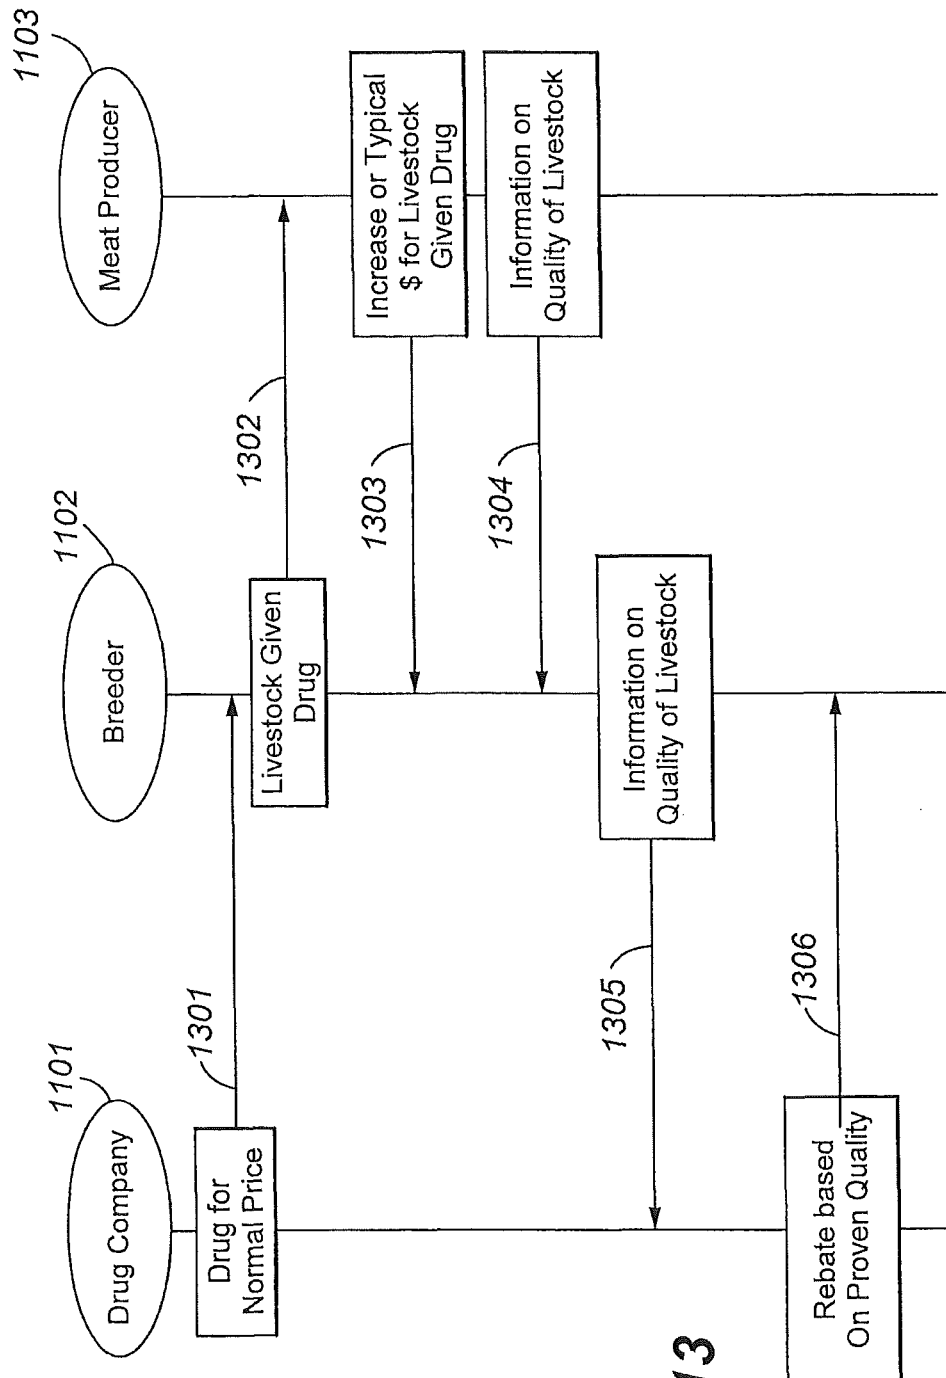 1101
Drug Company
1102
Breeder
1103
Meat Producer
Drug for
Normal Price
1301
Livestock Given
Drug
1302
Increase or Typical
$ for Livestock
Given Drug
1303
Information on
Quality of Livestock
1304
Information on
Quality of Livestock
1305
Rebate based
On Proven Quality
1306
13